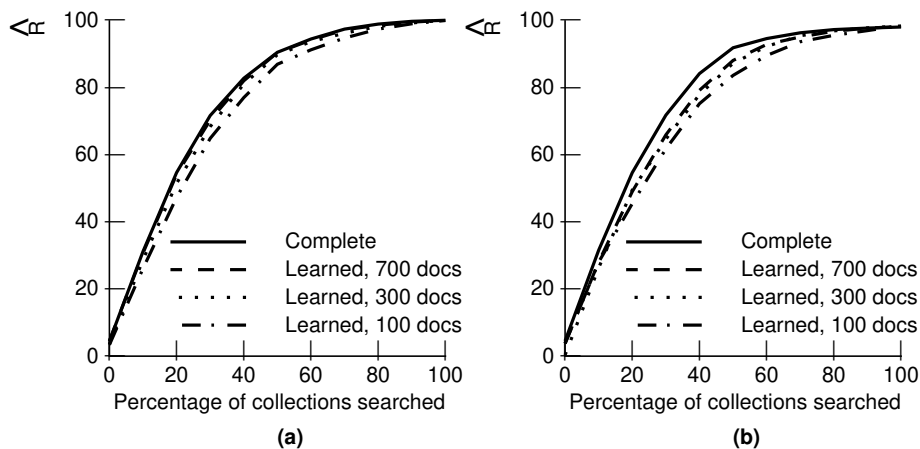 R̂
100
80
60
40
20
0
Complete
Learned, 700 docs
Learned, 300 docs
Learned, 100 docs
0 20 40 60 80 100
Percentage of collections searched
(a)
R̂
100
80
60
40
20
0
Complete
Learned, 700 docs
Learned, 300 docs
Learned, 100 docs
0 20 40 60 80 100
Percentage of collections searched
(b)